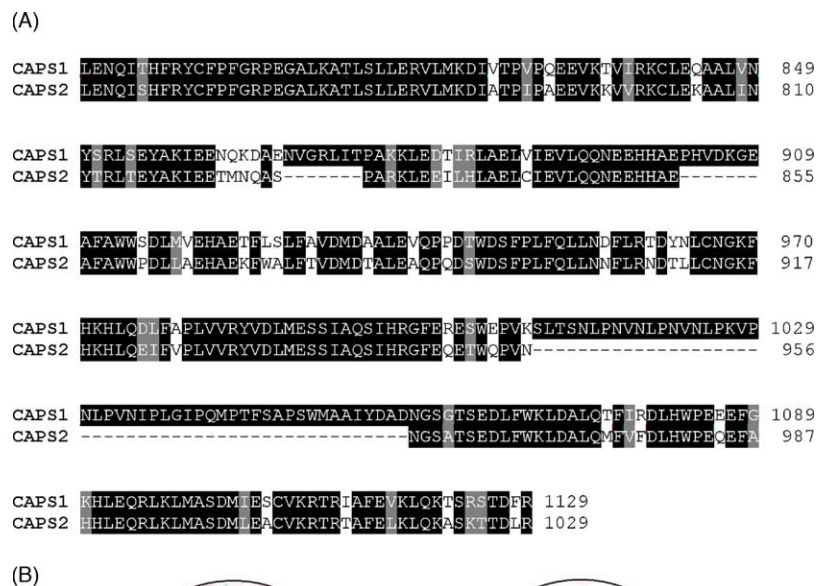 (A)
CAPS1 LENQITHFRYCFPFGRPEGALKATLSLLERVLMKDIVTPVPQEEVKTVIRKCLEQAALVN 849
CAPS2 LENQISHFRYCFPFGRPEGALKATLSLLERVLMKDIATPIPAEEVKKVVRKCLEKAALIN 810
CAPS1 YSRLSEYAKIEENQKDAENVGRLITPAKKLEDTIRLAELVIEVLQQNEEHHAEPHVDKGE 909
CAPS2 YTRLTEYAKIEETMNQAS-------PARKLEEILHLAELCIEVLQQNEEHHAE------- 855
CAPS1 AFAWWSDLMVEHAETFLSLFAVDMDAALEVQPPDTWDSFPLFQLLNDFLRTDYNLCNGKF 970
CAPS2 AFAWWPDLLAEHAEKFWALFTVDMDTALEAQPQDSWDSFPLFQLLNNFLRNDTLLCNGKF 917
CAPS1 HKHLQDLFAPLVVRYVDLMESSIAQSIHRGFERESWEPVKSLTSNLPNVNLPNVNLPKVP 1029
CAPS2 HKHLQEIFVPLVVRYVDLMESSIAQSIHRGFEQETWQPVN-------------------- 956
CAPS1 NLPVNIPLGIPQMPTFSAPSWMAAIYDADNGSGTSEDLFWKLDALQTFIRDLHWPEEEFG 1089
CAPS2 -----------------------------NGSATSEDLFWKLDALQMFVFDLHWPEQEFA 987
CAPS1 KHLEQRLKLMASDMIESCVKRTRIAFEVKLQKTSRSTDFR 1129
CAPS2 HHLEQRLKLMASDMLEACVKRTRTAFELKLQKASKTTDLR 1029
(B)